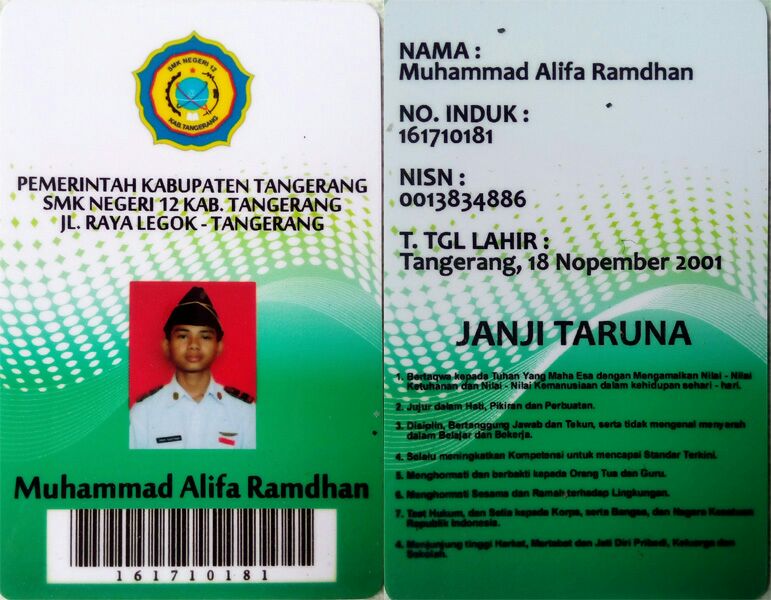 SMK NEGERI 12
KAB. TANGERANG
PEMERINTAH KABUPATEN TANGERANG
SMK NEGERI 12 KAB. TANGERANG
JL. RAYA LEGOK - TANGERANG
Muhammad Alifa Ramdhan
161710181
NAMA :
Muhammad Alifa Ramdhan
NO. INDUK :
161710181
NISN :
0013834886
T. TGL LAHIR :
Tangerang, 18 Nopember 2001
JANJI TARUNA
1. Bertaqwa kepada Tuhan Yang Maha Esa dengan Mengamalkan Nilai - Nilai
Ketuhanan dan Nilai - Nilai Kemanusiaan dalam kehidupan sehari - hari.
2. Jujur dalam Hati, Pikiran dan Perbuatan.
3. Disiplin, Bertanggung Jawab dan Tekun, serta tidak mengenal menyerah
dalam Belajar dan Bekerja.
4. Selalu meningkatkan Kompetensi untuk mencapai Standar Terkini.
5. Menghormati dan berbakti kepada Orang Tua dan Guru.
6. Menghormati Sesama dan Ramah terhadap Lingkungan.
7. Taat Hukum, dan Setia kepada Korps, serta Bangsa, dan Negara Kesatuan
Republik Indonesia.
Menjunjung tinggi Harkat, Martabat dan Jati Diri Pribadi, Keluarga dan
Sekolah.